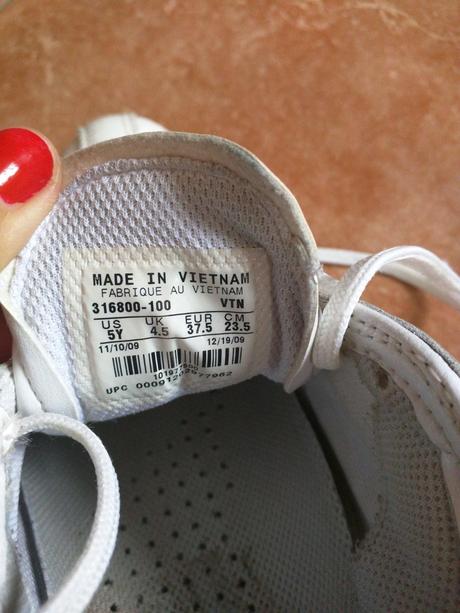 MADE IN VIETNAM
FABRIQUE AU VIETNAM
316800-100 VTN
US UK EUR CM
5Y 4.5 37.5 23.5
11/10/09 12/19/09
UPC